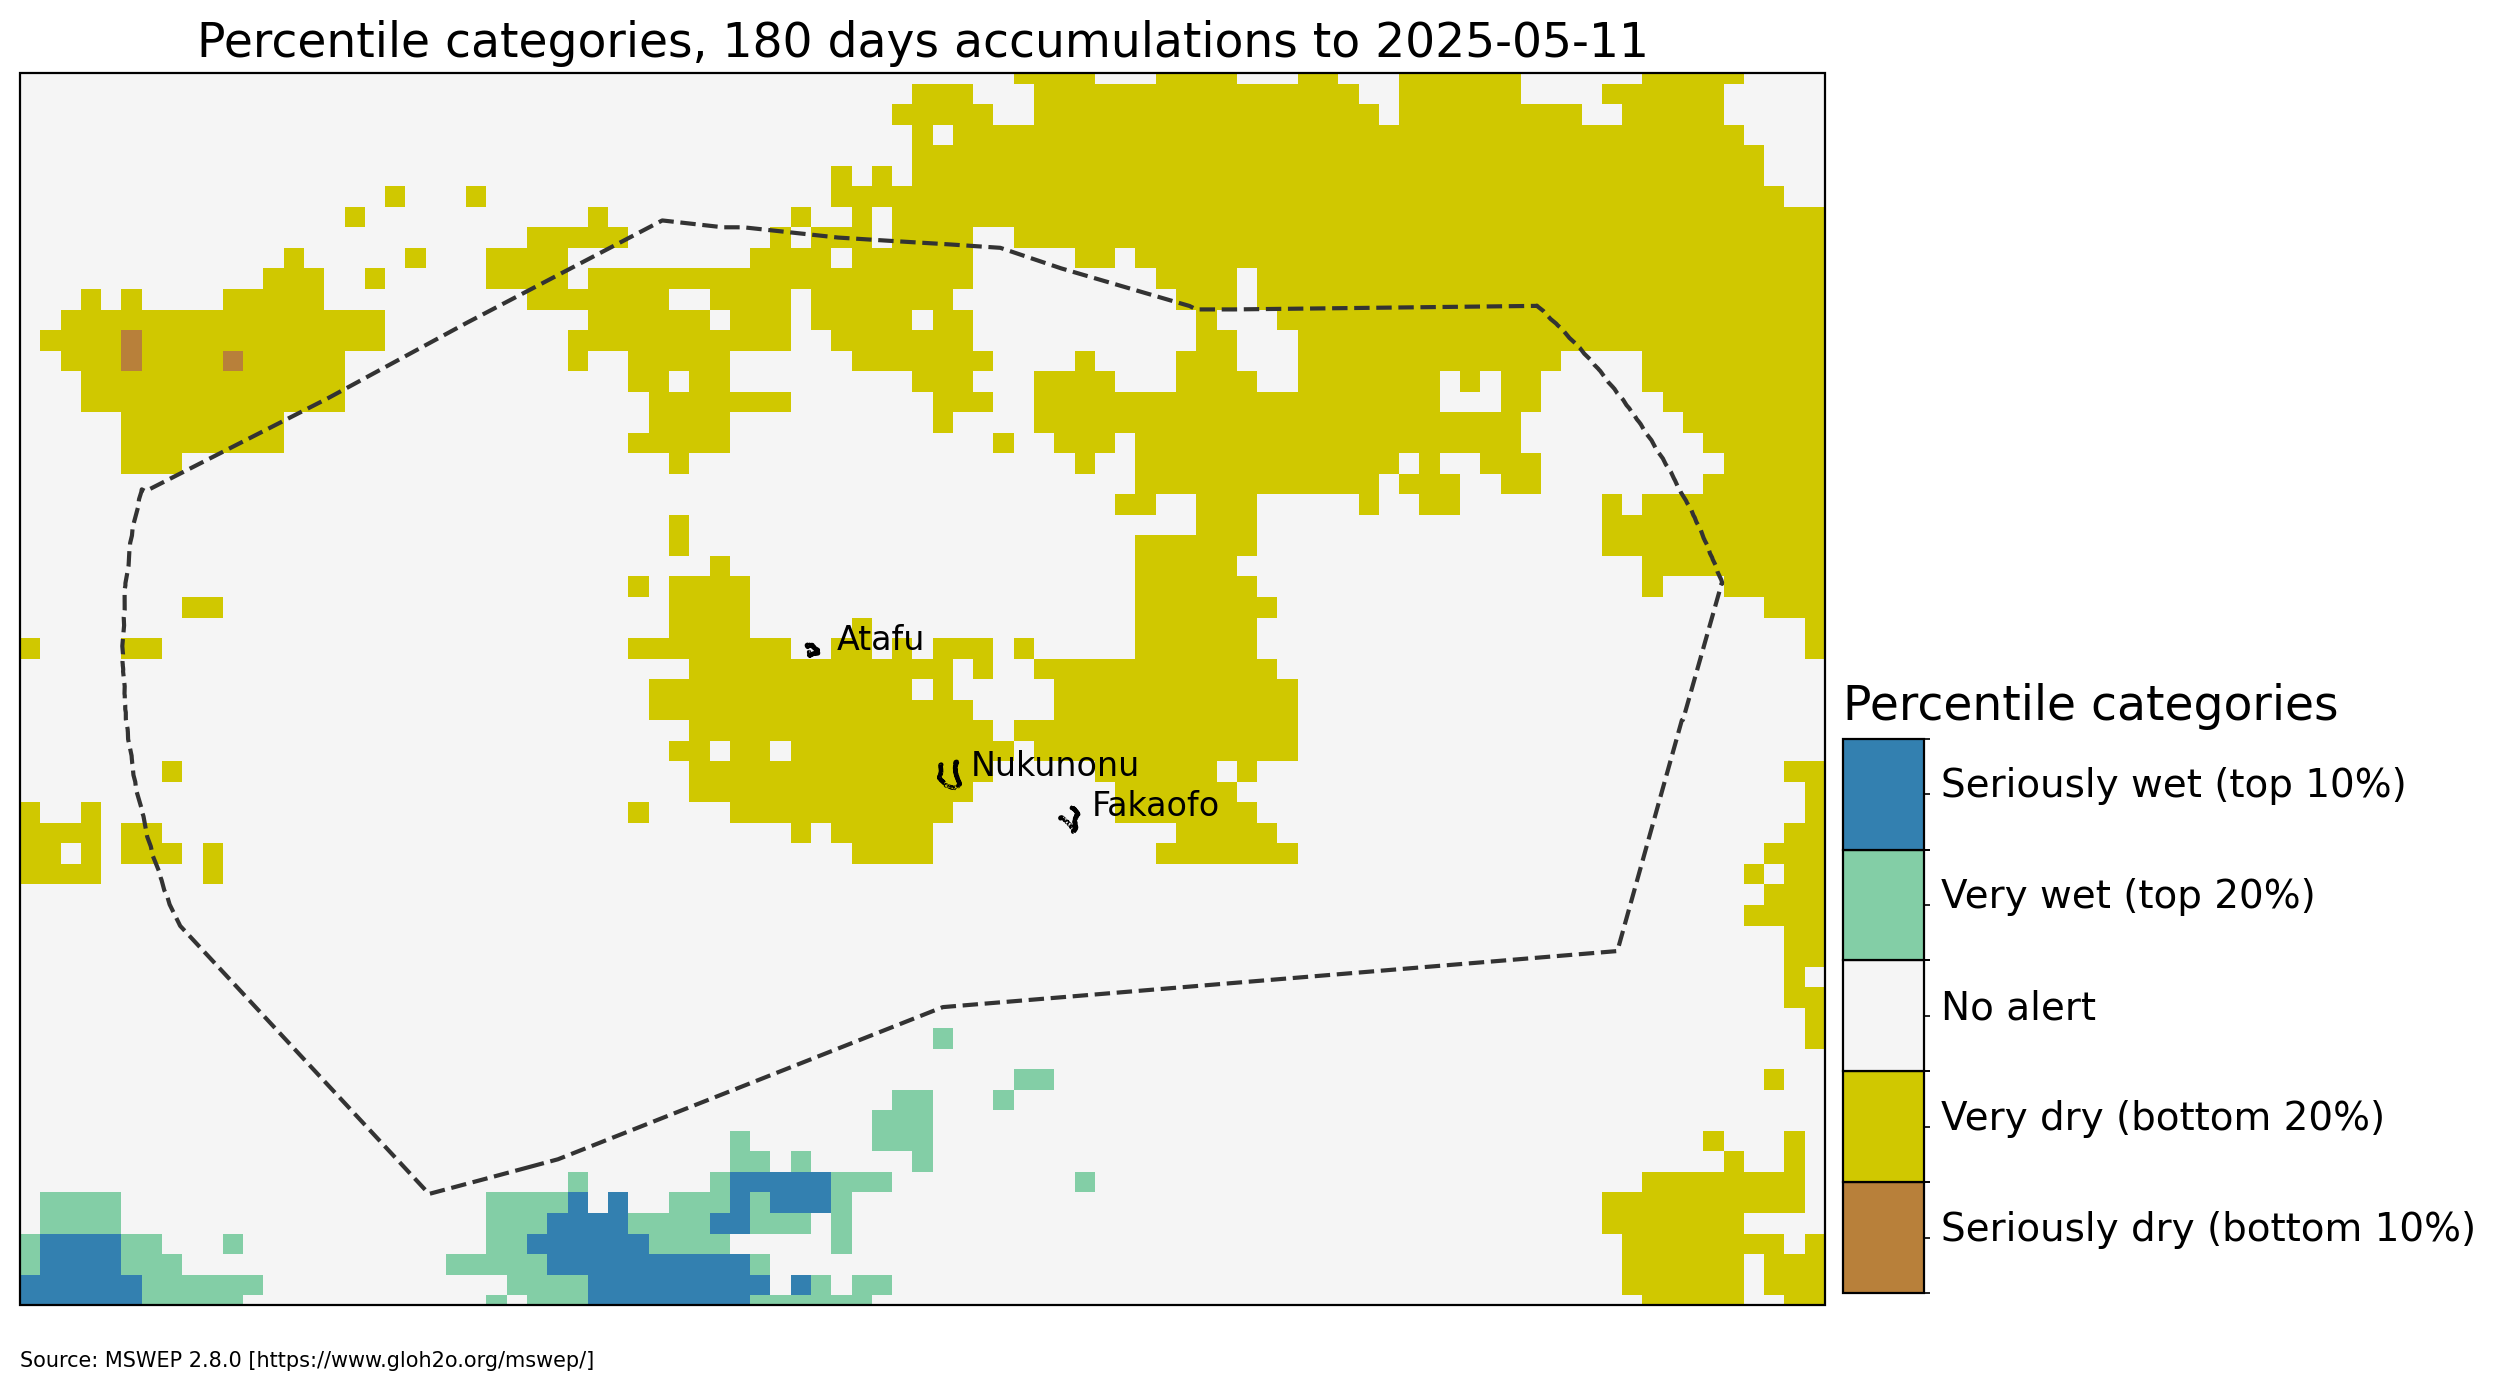 Percentile categories, 180 days accumulations to 2025-05-11
Atafu
Nukunonu
Fakaofo
Percentile categories
Seriously wet (top 10%)
Very wet (top 20%)
No alert
Very dry (bottom 20%)
Seriously dry (bottom 10%)
Source: MSWEP 2.8.0 [https://www.gloh2o.org/mswep/]